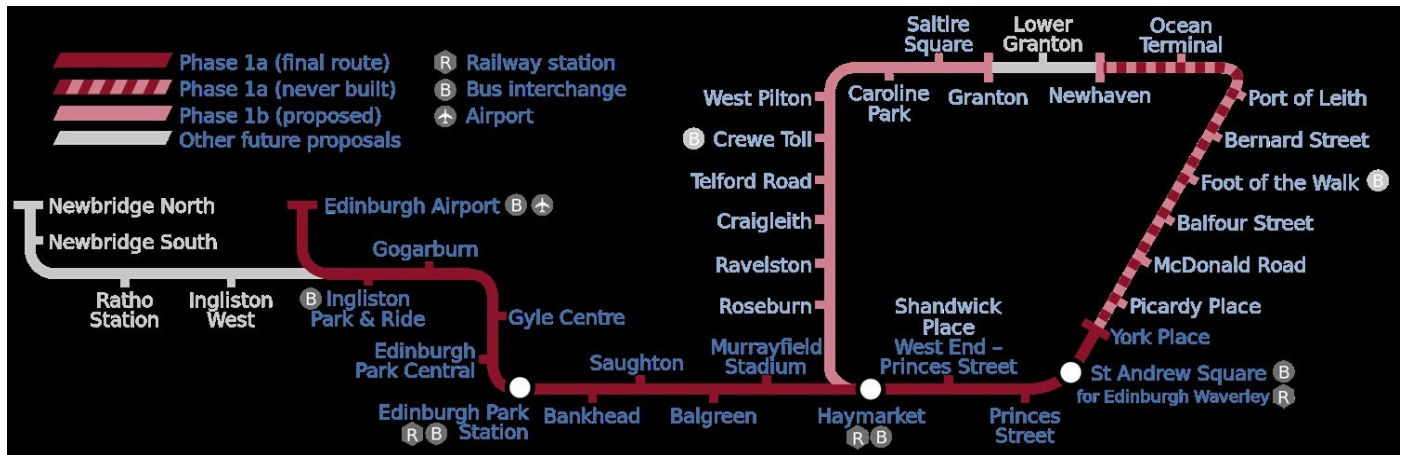 Phase 1a (final route)
Phase 1a (never built)
Phase 1b (proposed)
Other future proposals
R Railway station
B Bus interchange
Airport
Saltire
Square
Lower
Granton
Ocean
Terminal
West Pilton
Caroline
Park
Granton
Newhaven
Port of Leith
B Crewe Toll
Bernard Street
Telford Road
Foot of the Walk B
Craigleith
Balfour Street
Ravelston
McDonald Road
Roseburn
Picardy Place
York Place
Newbridge North
Newbridge South
Ratho
Station
Ingliston
West
Edinburgh Airport B
Gogarburn
B Ingliston
Park & Ride
Gyle Centre
Edinburgh
Park Central
Edinburgh Park
R B Station
Saughton
Bankhead
Murrayfield
Stadium
Balgreen
Haymarket
R B
Shandwick
Place
West End –
Princes Street
Princes
Street
St Andrew Square B
for Edinburgh Waverley R